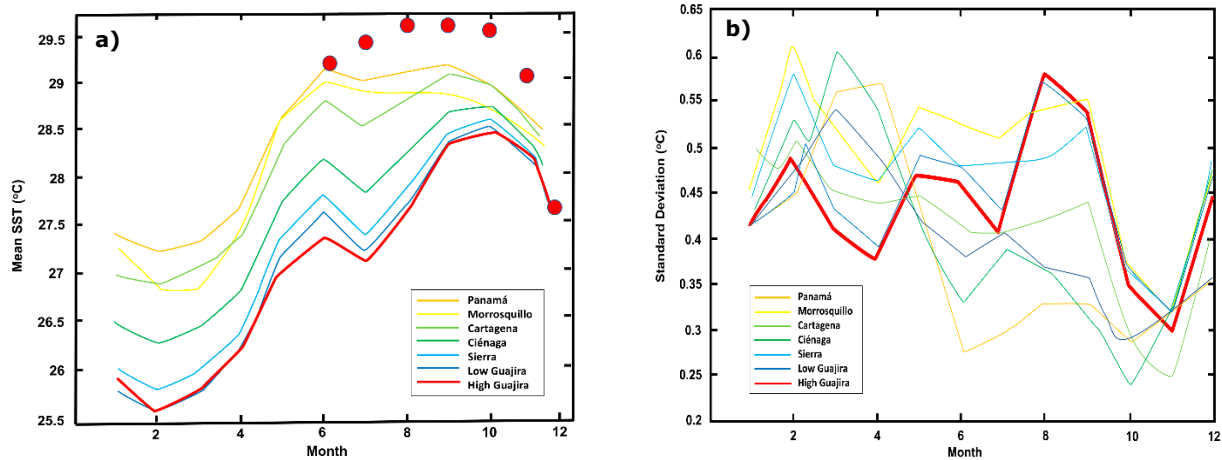 a)
29.5
29
28.5
28
27.5
27
26.5
26
25.5
Mean SST (°C)
2
4
6
8
10
12
Month
Panamá
Morrosquillo
Cartagena
Ciénaga
Sierra
Low Guajira
High Guajira
b)
0.65
0.6
0.55
0.5
0.45
0.4
0.35
0.3
0.25
0.2
Standard Deviation (°C)
2
4
6
8
10
12
Month
Panamá
Morrosquillo
Cartagena
Ciénaga
Sierra
Low Guajira
High Guajira